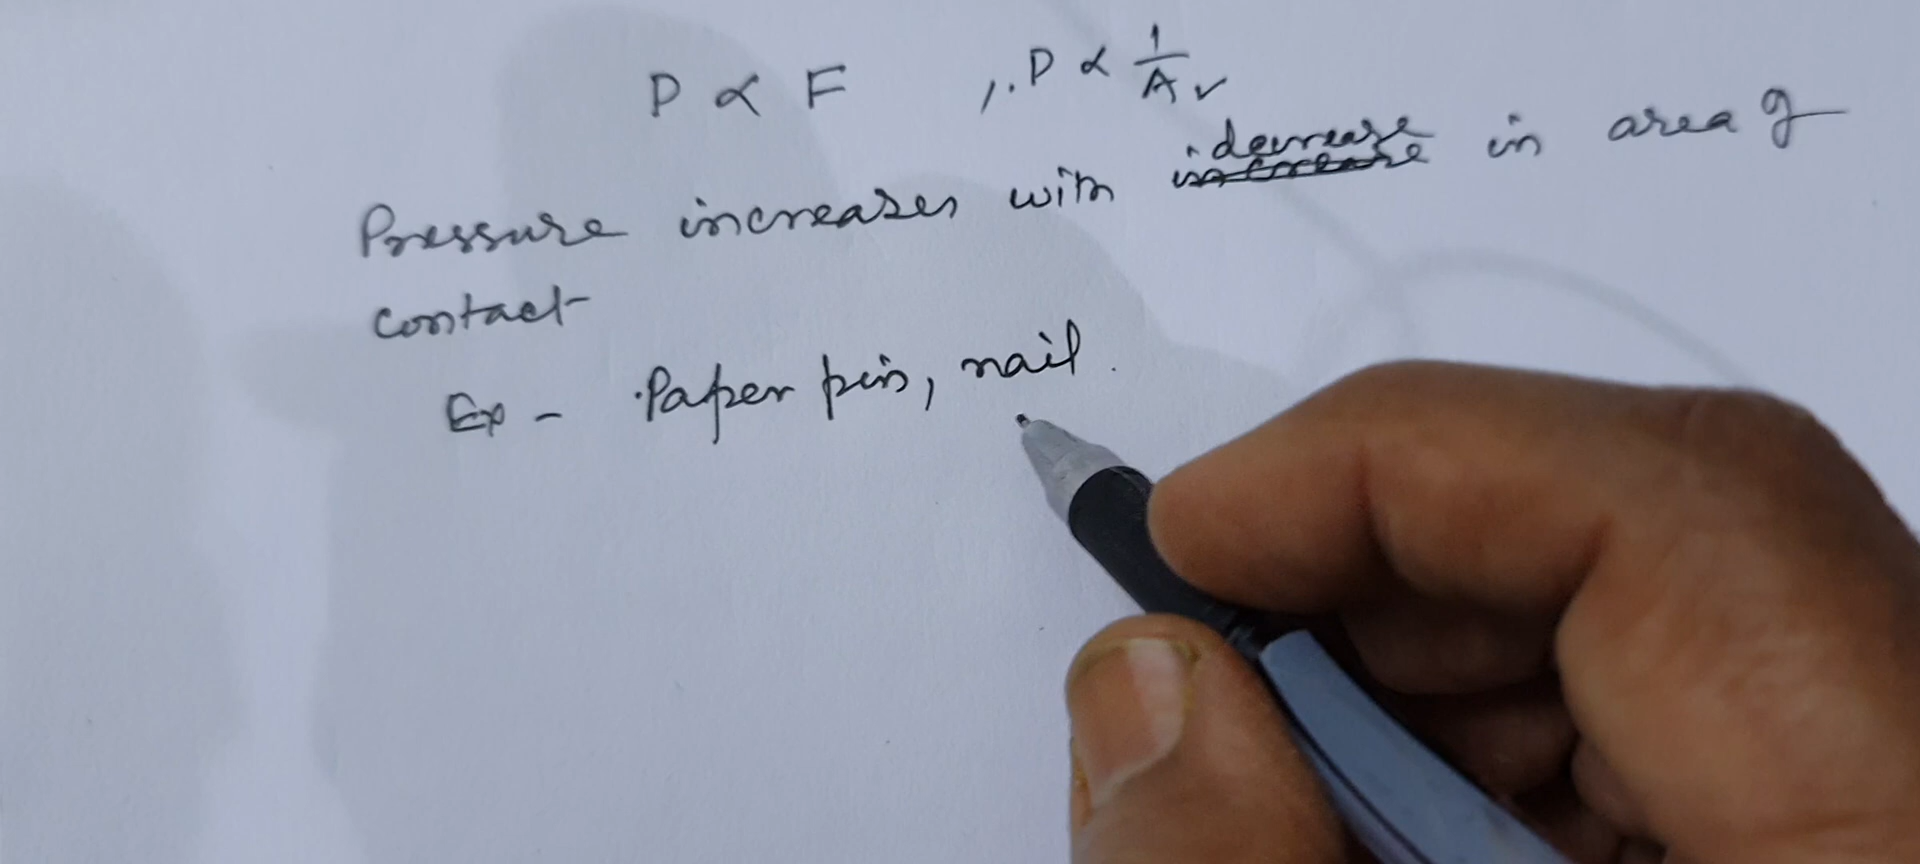 P ∝ F , . P ∝ 1/A ✓
Pressure increases with decrease in area of
contact
Ex - Paper pin, nail.